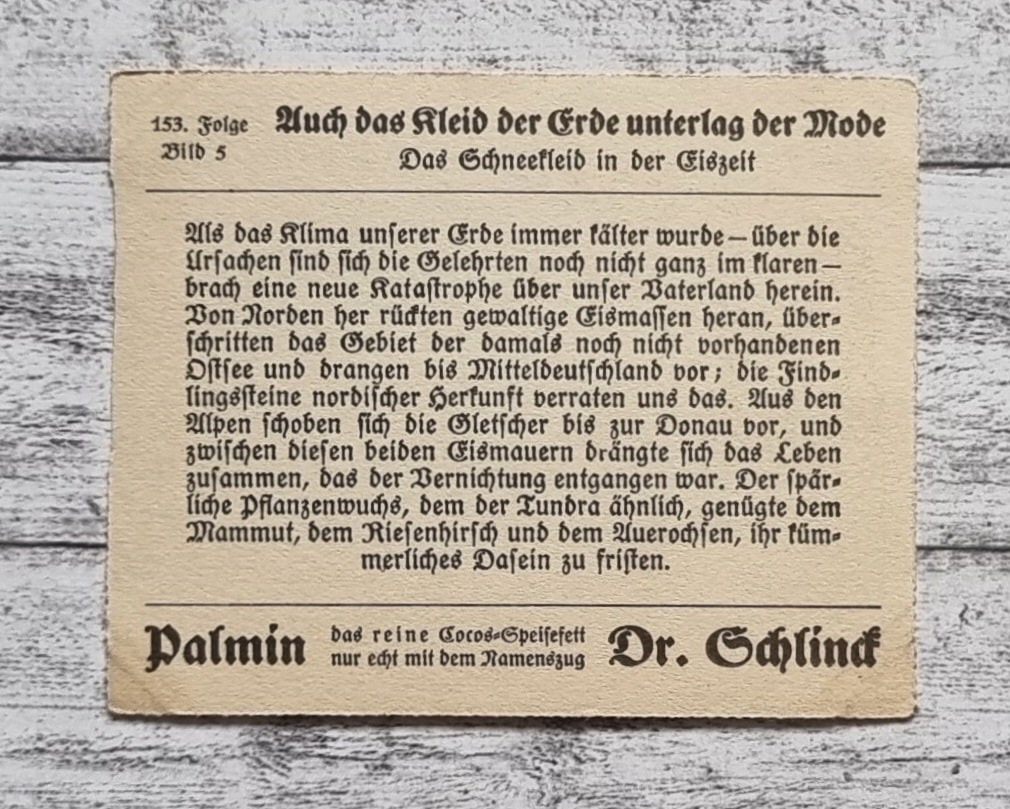 153. Folge
Bild 5
Auch das Kleid der Erde unterlag der Mode
Das Schneekleid in der Eiszeit
Als das Klima unserer Erde immer kälter wurde — über die
Ursachen sind sich die Gelehrten noch nicht ganz im klaren —
brach eine neue Katastrophe über unser Vaterland herein.
Von Norden her rückten gewaltige Eismassen heran, über-
schritten das Gebiet der damals noch nicht vorhandenen
Ostsee und drangen bis Mitteldeutschland vor; die Find-
lingssteine nordischer Herkunft verraten uns das. Aus den
Alpen schoben sich die Gletscher bis zur Donau vor, und
zwischen diesen beiden Eismauern drängte sich das Leben
zusammen, das der Vernichtung entgangen war. Der spär-
liche Pflanzenwuchs, dem der Tundra ähnlich, genügte dem
Mammut, dem Riesenhirsch und dem Auerochsen, ihr küm-
merliches Dasein zu fristen.
Palmin
das reine Cocos-Speisefett
nur echt mit dem Namenszug
Dr. Schlinck